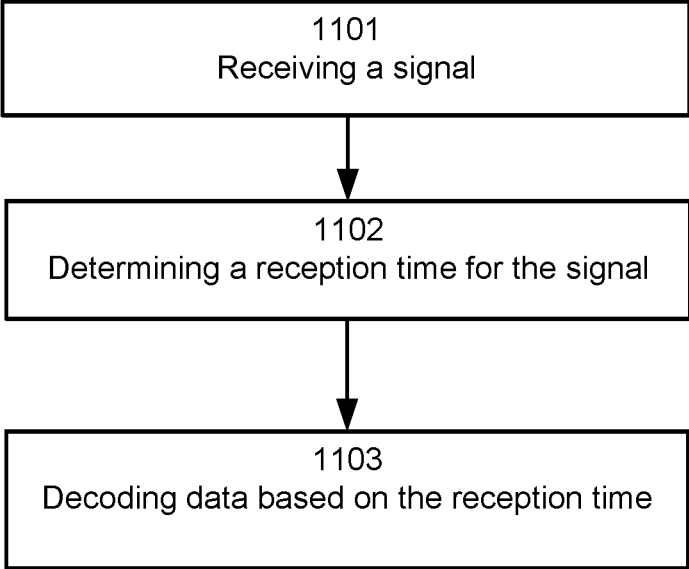 1101
Receiving a signal
1102
Determining a reception time for the signal
1103
Decoding data based on the reception time